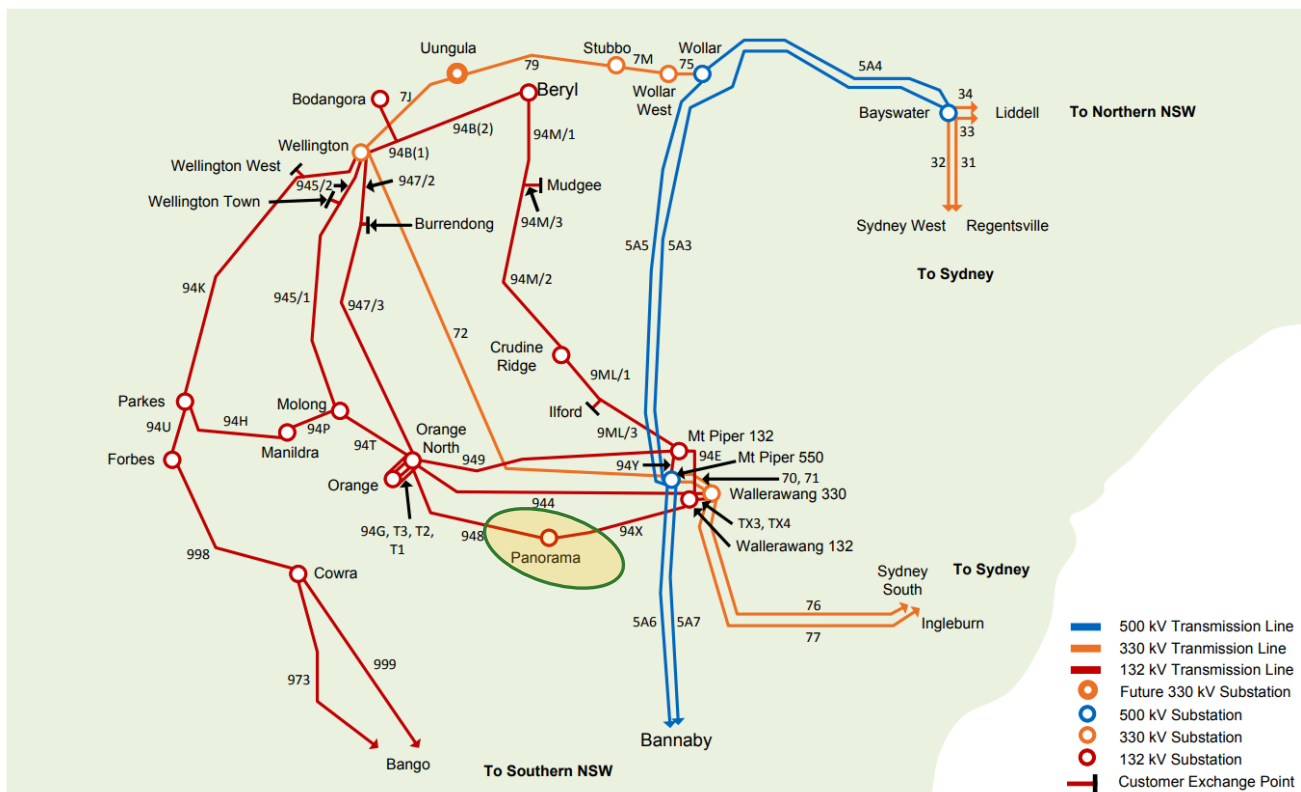 Uungula
Stubbo
Wollar
79
7M
75
5A4
Bodangora
7J
Beryl
Wollar
West
34
Bayswater
Liddell
To Northern NSW
33
94B(2)
94M/1
Wellington
94B(1)
32
31
Wellington West
945/2
947/2
Mudgee
Wellington Town
Burrendong
94M/3
Sydney West
Regentsville
5A5
5A3
To Sydney
94K
945/1
947/3
94M/2
72
Crudine
Ridge
9ML/1
Parkes
Molong
Ilford
94U
94H
94P
94T
Orange
North
9ML/3
Mt Piper 132
Forbes
Manildra
949
94Y
94E
Mt Piper 550
70, 71
Orange
Wallerawang 330
944
TX3, TX4
94G, T3, T2,
T1
948
94X
Panorama
Wallerawang 132
998
Cowra
Sydney
South
To Sydney
76
Ingleburn
77
5A6
5A7
973
999
500 kV Transmission Line
330 kV Tranmission Line
132 kV Transmission Line
Future 330 kV Substation
500 kV Substation
330 kV Substation
132 kV Substation
Customer Exchange Point
Bannaby
Bango
To Southern NSW